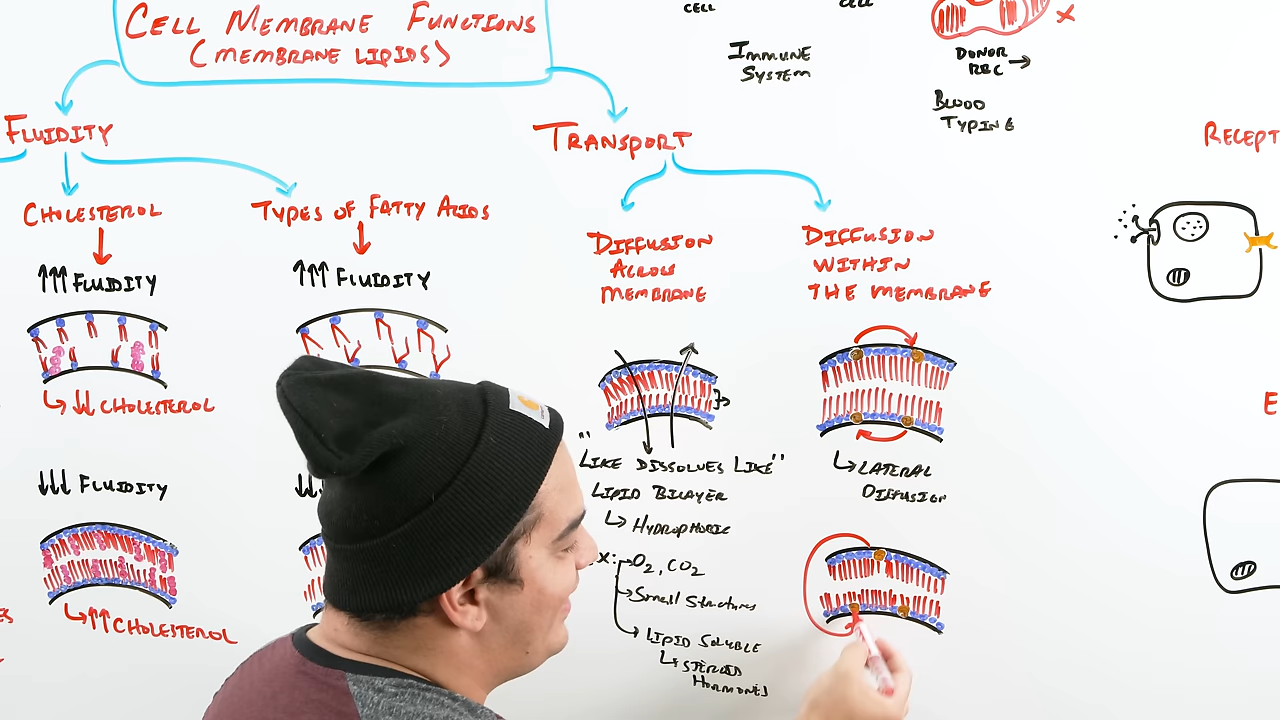 CELL MEMBRANE FUNCTIONS
(MEMBRANE LIPIDS)
FLUIDITY
CHOLESTEROL
↑↑↑ FLUIDITY
↳ ↓↓ CHOLESTEROL
↓↓↓ FLUIDITY
↳ ↑↑ CHOLESTEROL
TYPES OF FATTY ACIDS
↑↑↑ FLUIDITY
↓↓
TRANSPORT
DIFFUSION
ACROSS
MEMBRANE
"LIKE DISSOLVES LIKE"
LIPID BILAYER
↳ HYDROPHOBIC
X: → O2, CO2
→ Small Structures
→ LIPID SOLUBLE
↳ STEROID
HORMONES
DIFFUSION
WITHIN
THE MEMBRANE
↳ LATERAL
DIFFUSION
CELL
CELL
IMMUNE
SYSTEM
X
DONOR
RBC →
BLOOD
TYPING
RECEPT
E